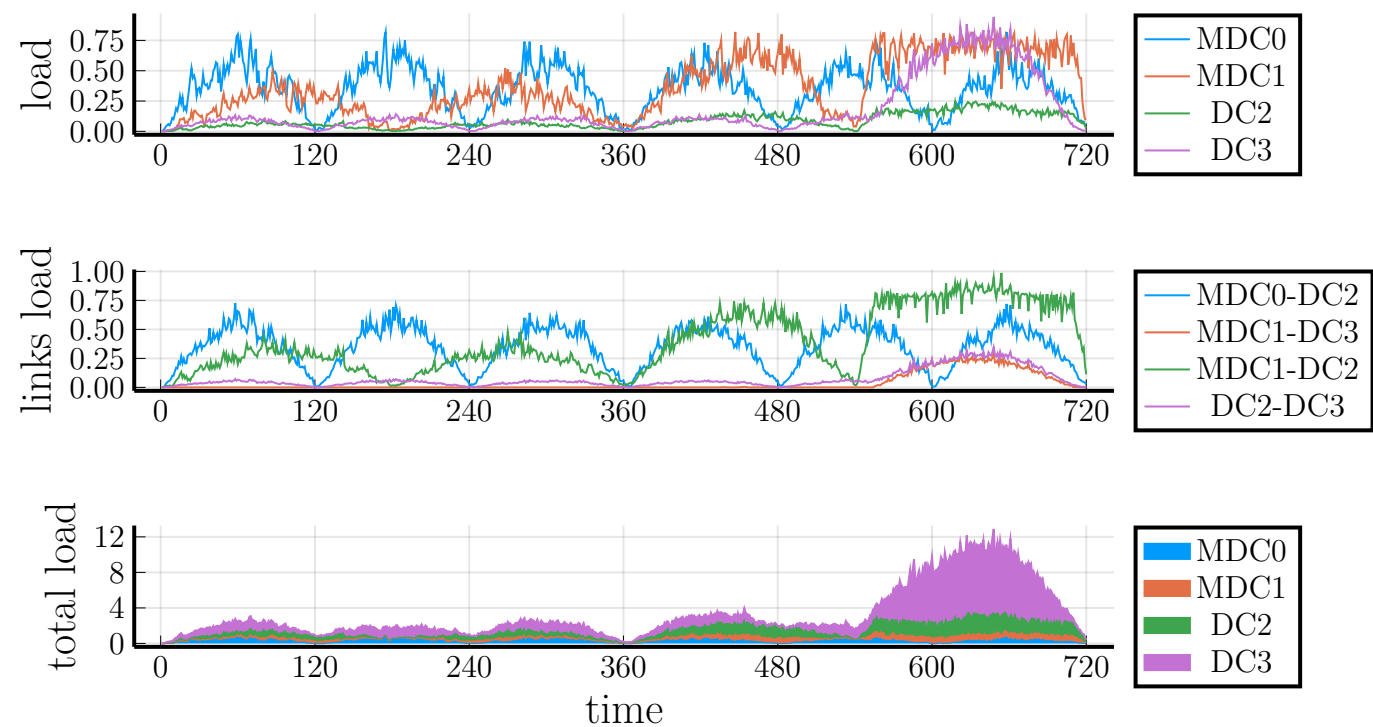 load
0.75
0.50
0.25
0.00
0 120 240 360 480 600 720
MDC0
MDC1
DC2
DC3
links load
1.00
0.75
0.50
0.25
0.00
0 120 240 360 480 600 720
MDC0-DC2
MDC1-DC3
MDC1-DC2
DC2-DC3
total load
12
8
4
0
0 120 240 360 480 600 720
time
MDC0
MDC1
DC2
DC3